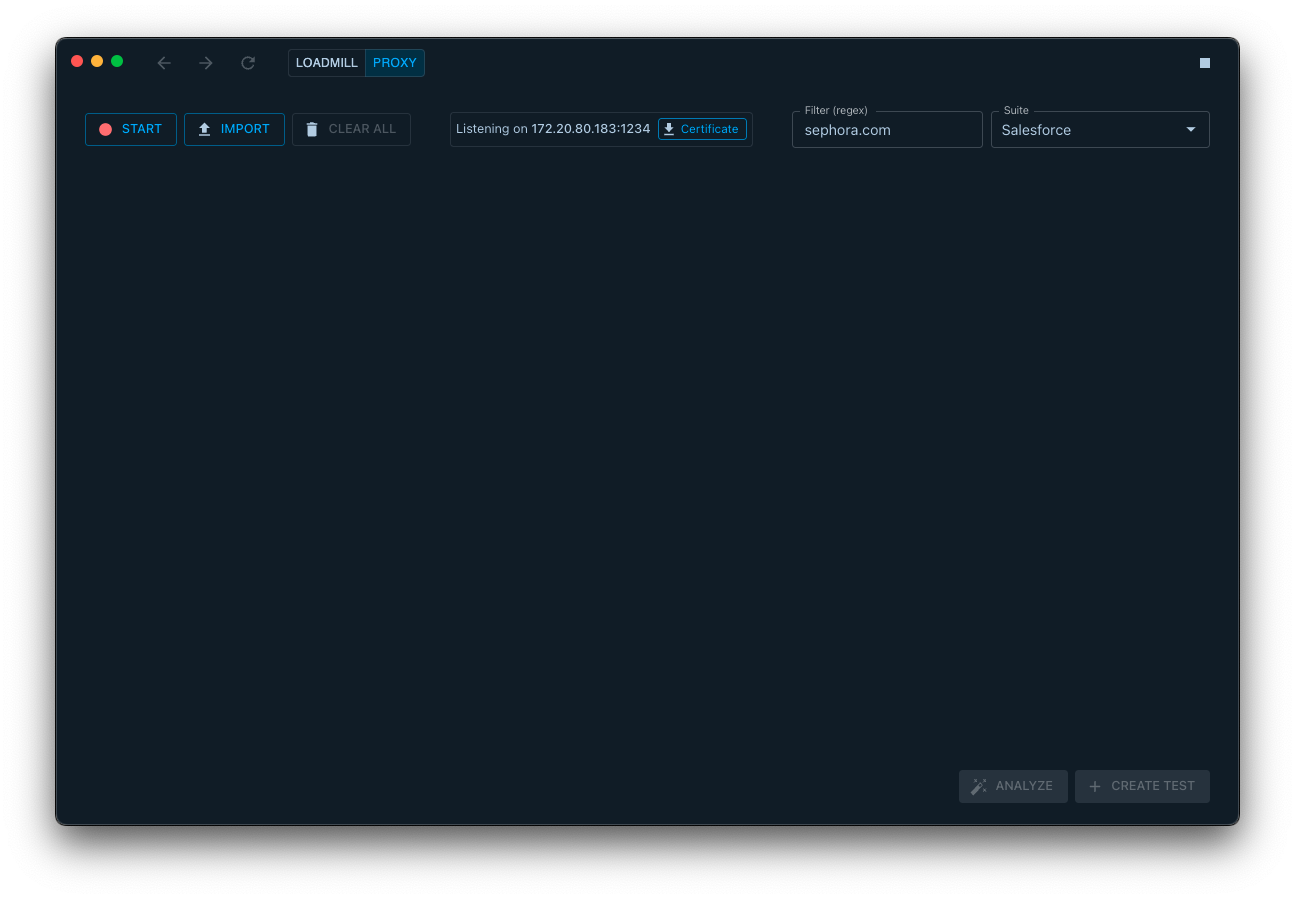 LOADMILL PROXY
START IMPORT CLEAR ALL
Listening on 172.20.80.183:1234 Certificate
Filter (regex)
sephora.com
Suite
Salesforce
ANALYZE CREATE TEST